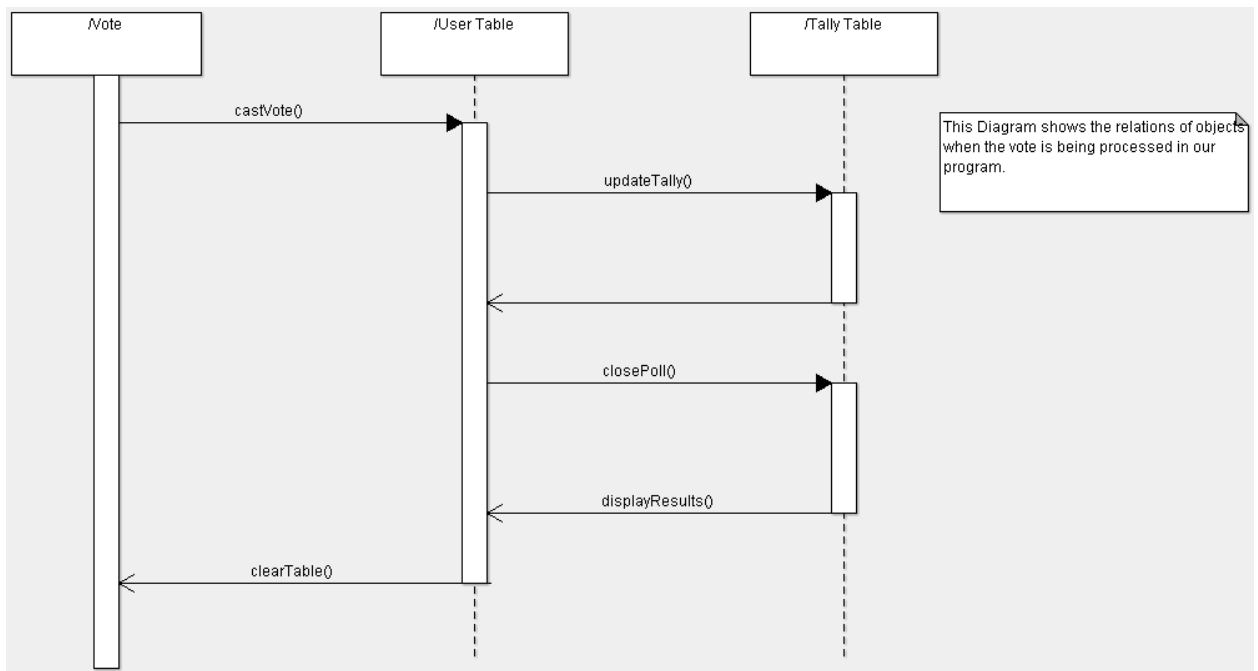 /Vote
/User Table
/Tally Table
castVote()
This Diagram shows the relations of objects
when the vote is being processed in our
program.
updateTally()
closePoll()
displayResults()
clearTable()